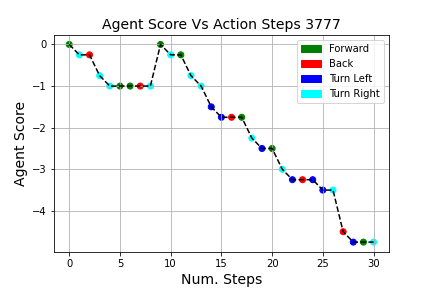 Agent Score Vs Action Steps 3777
Forward
Back
Turn Left
Turn Right
Agent Score
0
−1
−2
−3
−4
0 5 10 15 20 25 30
Num. Steps